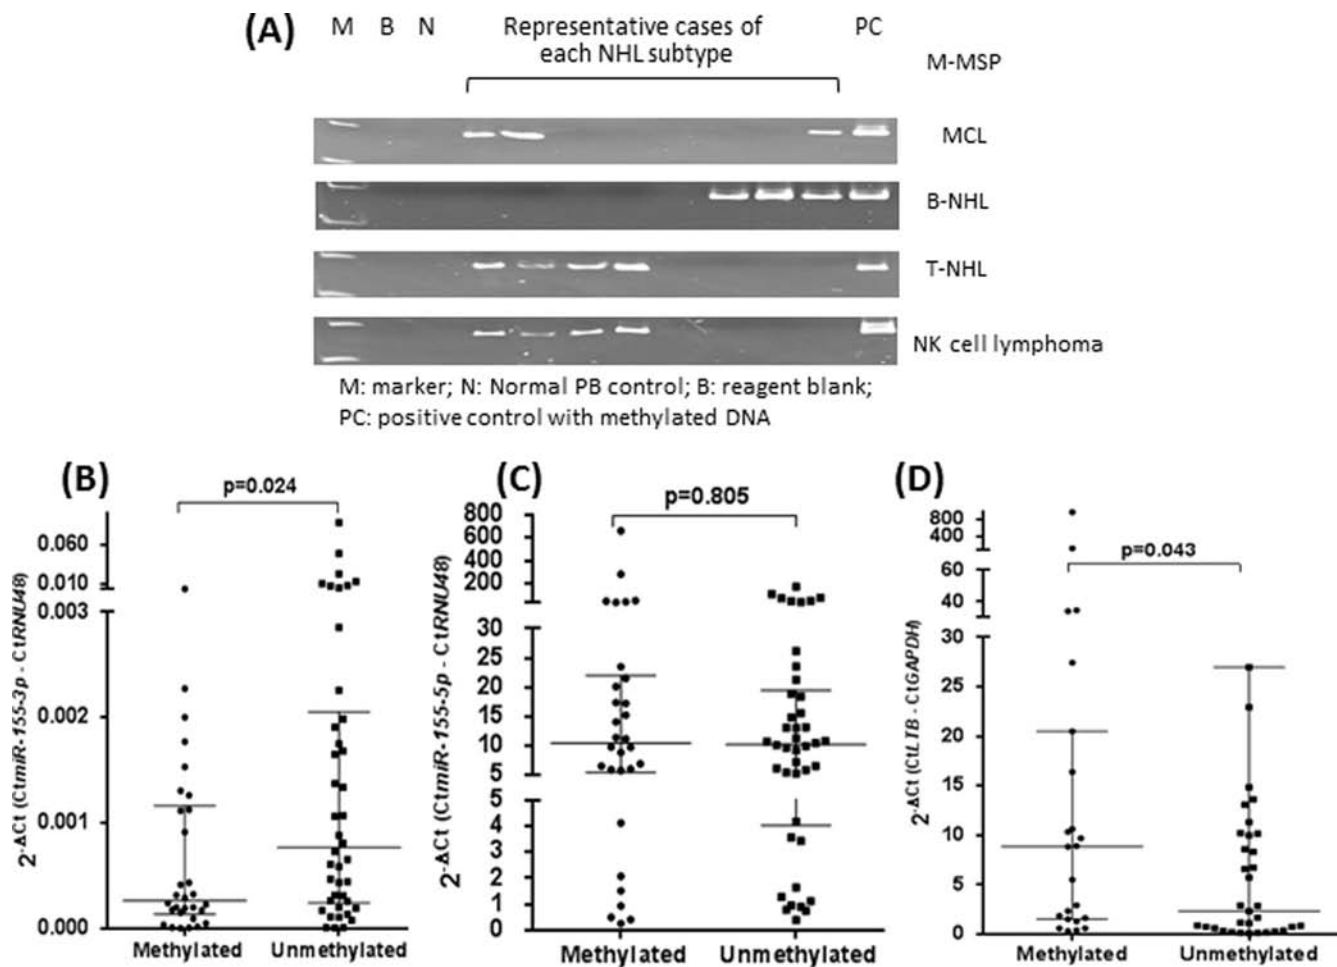 (A) M B N Representative cases of PC
each NHL subtype
M-MSP
MCL
B-NHL
T-NHL
NK cell lymphoma
M: marker; N: Normal PB control; B: reagent blank;
PC: positive control with methylated DNA
(B)
p=0.024
2-ΔCt (CtmiR-155-3p - CtRNU48)
0.060
0.010
0.003
0.002
0.001
0.000
Methylated Unmethylated
(C)
p=0.805
2-ΔCt (CtmiR-155-5p - CtRNU48)
800
600
400
200
30
25
20
15
10
5
5
4
3
2
1
0
Methylated Unmethylated
(D)
p=0.043
2-ΔCt (CtLTB - CtGAPDH)
800
400
60
40
30
20
15
10
5
0
Methylated Unmethylated